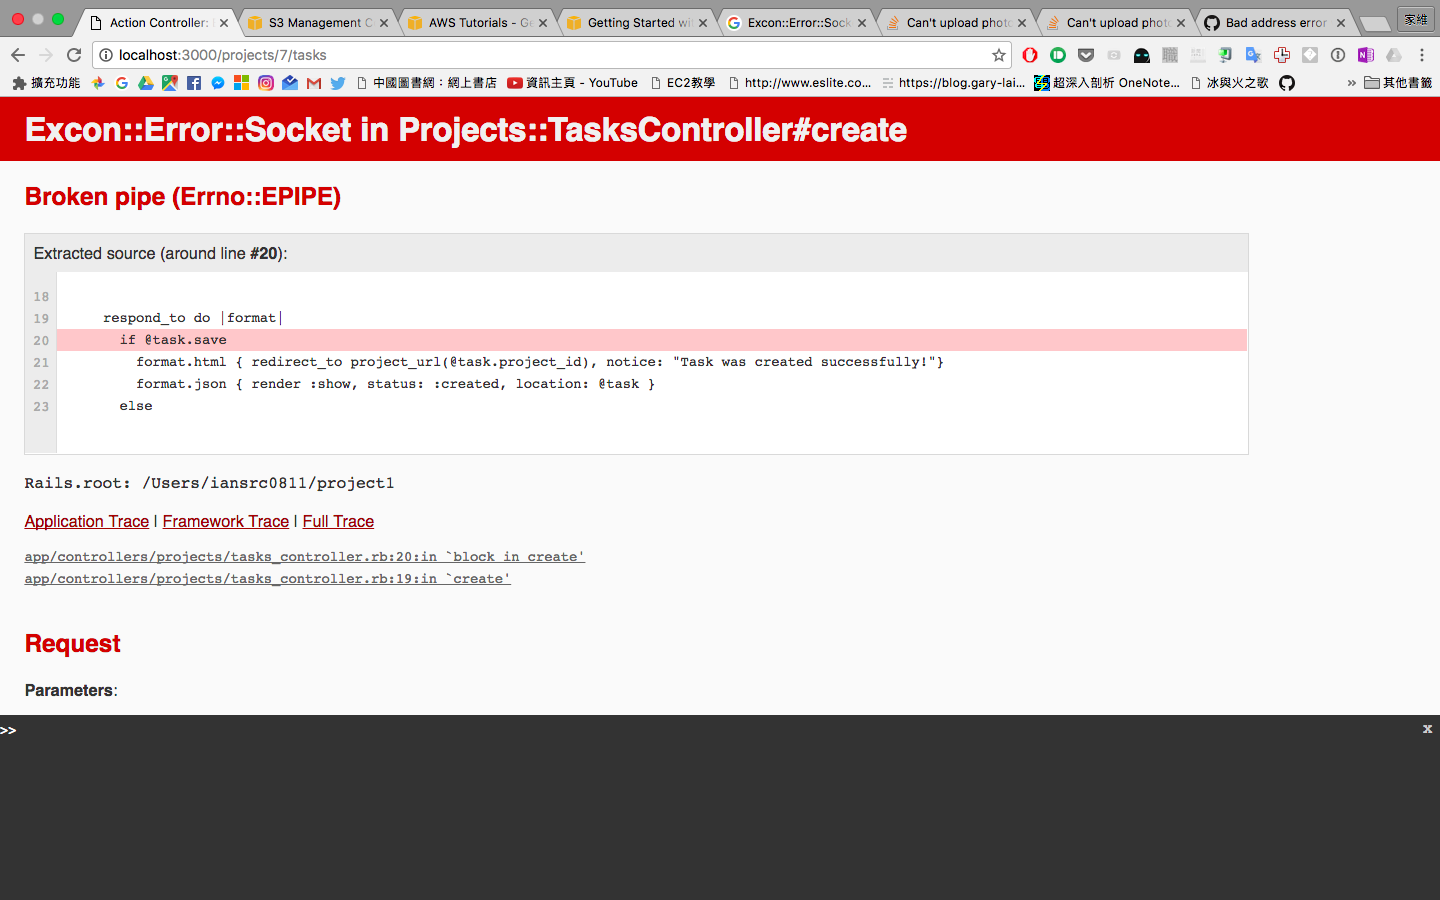 Action Controller:
S3 Management C
AWS Tutorials - Ge
Getting Started wi
Excon::Error::Sock
Can't upload photo
Can't upload photo
Bad address error
家維
localhost:3000/projects/7/tasks
擴充功能
中國圖書網：網上書店
資訊主頁 - YouTube
EC2教學
http://www.eslite.co...
https://blog.gary-lai...
超深入剖析 OneNote...
冰與火之歌
»
其他書籤
Excon::Error::Socket in Projects::TasksController#create
Broken pipe (Errno::EPIPE)
Extracted source (around line #20):
18
19 respond_to do |format|
20 if @task.save
21 format.html { redirect_to project_url(@task.project_id), notice: "Task was created successfully!"}
22 format.json { render :show, status: :created, location: @task }
23 else
Rails.root: /Users/iansrc0811/project1
Application Trace | Framework Trace | Full Trace
app/controllers/projects/tasks_controller.rb:20:in `block in create'
app/controllers/projects/tasks_controller.rb:19:in `create'
Request
Parameters:
>>
x